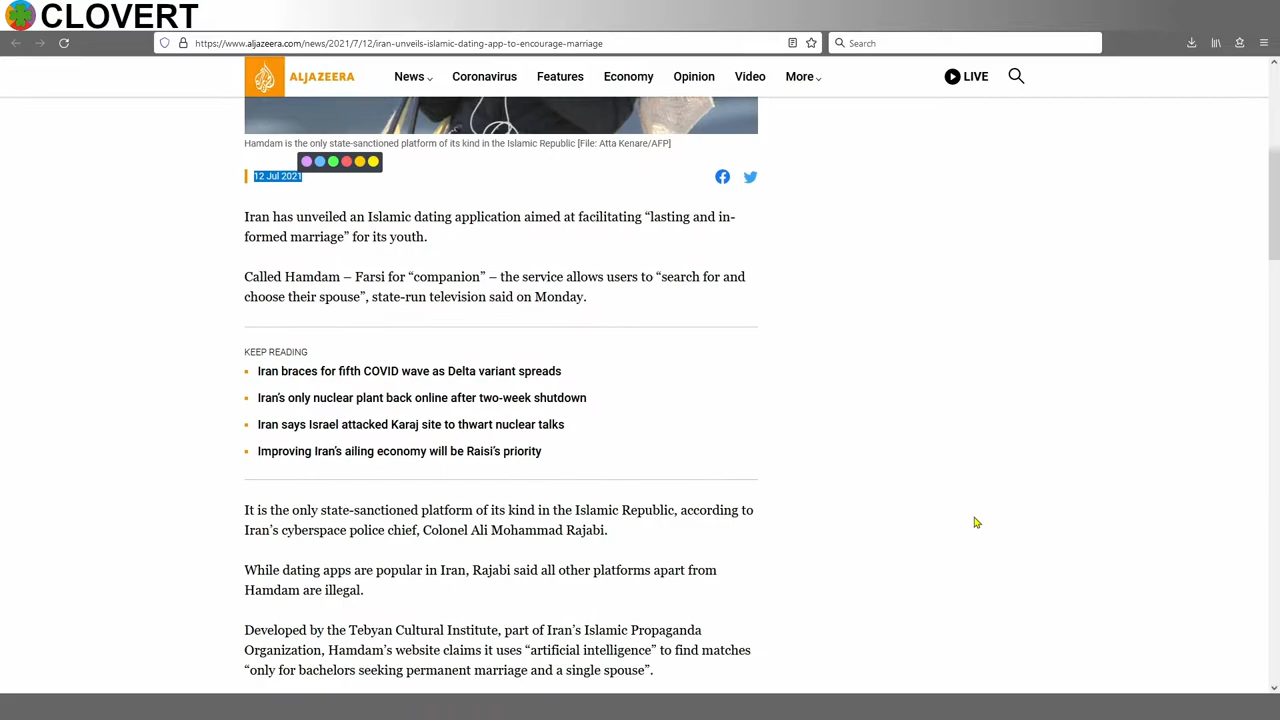 CLOVERT
https://www.aljazeera.com/news/2021/7/12/iran-unveils-islamic-dating-app-to-encourage-marriage
Search
ALJAZEERA
News
Coronavirus
Features
Economy
Opinion
Video
More
LIVE
Hamdam is the only state-sanctioned platform of its kind in the Islamic Republic [File: Atta Kenare/AFP]
12 Jul 2021
Iran has unveiled an Islamic dating application aimed at facilitating “lasting and in-
formed marriage” for its youth.
Called Hamdam – Farsi for “companion” – the service allows users to “search for and
choose their spouse”, state-run television said on Monday.
KEEP READING
Iran braces for fifth COVID wave as Delta variant spreads
Iran’s only nuclear plant back online after two-week shutdown
Iran says Israel attacked Karaj site to thwart nuclear talks
Improving Iran’s ailing economy will be Raisi’s priority
It is the only state-sanctioned platform of its kind in the Islamic Republic, according to
Iran’s cyberspace police chief, Colonel Ali Mohammad Rajabi.
While dating apps are popular in Iran, Rajabi said all other platforms apart from
Hamdam are illegal.
Developed by the Tebyan Cultural Institute, part of Iran’s Islamic Propaganda
Organization, Hamdam’s website claims it uses “artificial intelligence” to find matches
“only for bachelors seeking permanent marriage and a single spouse”.